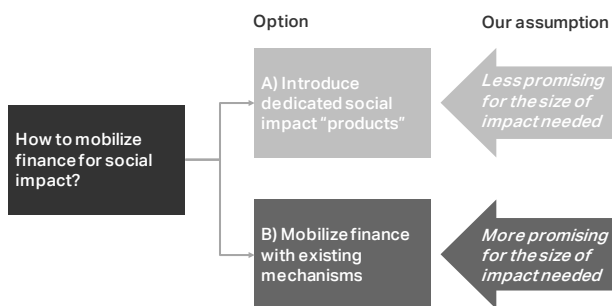 Option
Our assumption
A) Introduce
dedicated social
impact "products"
Less promising
for the size of
impact needed
How to mobilize
finance for social
impact?
B) Mobilize finance
with existing
mechanisms
More promising
for the size of
impact needed